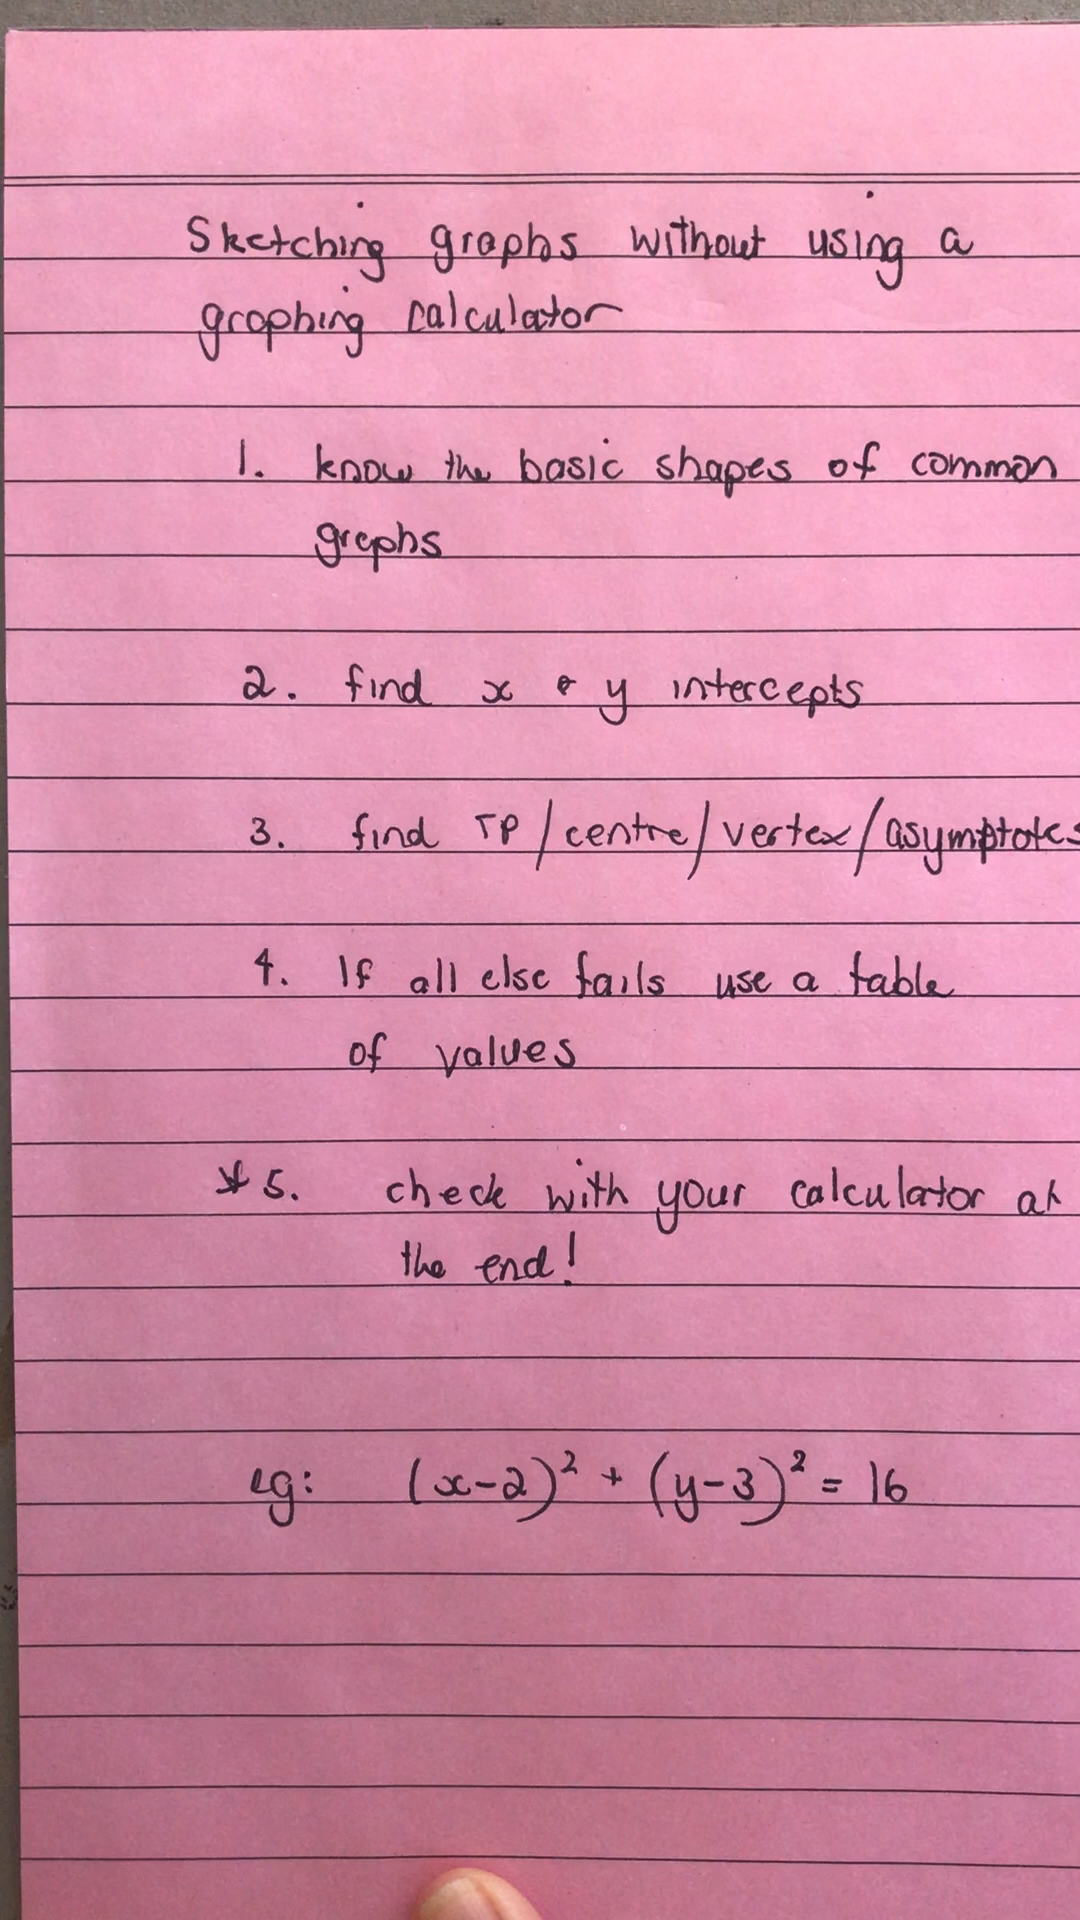 Sketching graphs without using a
graphing calculator
1. know the basic shapes of common
graphs
2. find x & y intercepts
3. find TP/centre/vertex/asymptotes
4. If all else fails use a table
of values
* 5. check with your calculator at
the end!
eg: (x-2)² + (y-3)² = 16